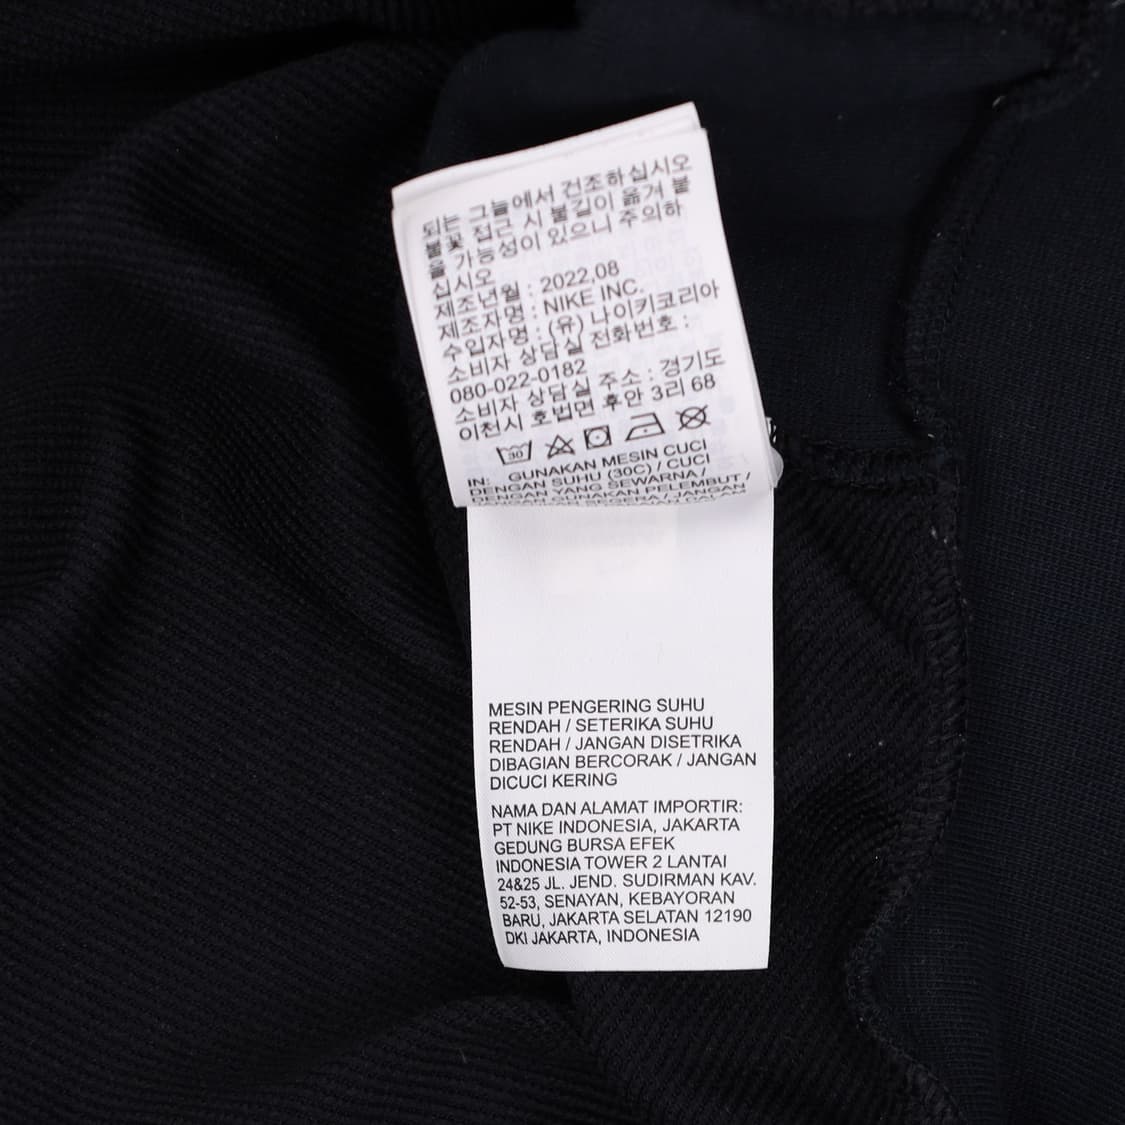 되는 그늘에서 건조하십시오
불꽃 접근 시 불길이 옮겨 붙
을 가능성이 있으니 주의하
십시오
제조년월 : 2022,08
제조자명 : NIKE INC.
수입자명 : (유) 나이키코리아
소비자 상담실 전화번호 :
080-022-0182
소비자 상담실 주소 : 경기도
이천시 호법면 후안 3리 68
30
IN: GUNAKAN MESIN CUCI
DENGAN SUHU (30C) / CUCI
DENGAN YANG SEWARNA /
GUNAKAN PELEMBUT /
SEGERA / JANGAN
MESIN PENGERING SUHU
RENDAH / SETERIKA SUHU
RENDAH / JANGAN DISETRIKA
DIBAGIAN BERCORAK / JANGAN
DICUCI KERING
NAMA DAN ALAMAT IMPORTIR:
PT NIKE INDONESIA, JAKARTA
GEDUNG BURSA EFEK
INDONESIA TOWER 2 LANTAI
24&25 JL. JEND. SUDIRMAN KAV.
52-53, SENAYAN, KEBAYORAN
BARU, JAKARTA SELATAN 12190
DKI JAKARTA, INDONESIA